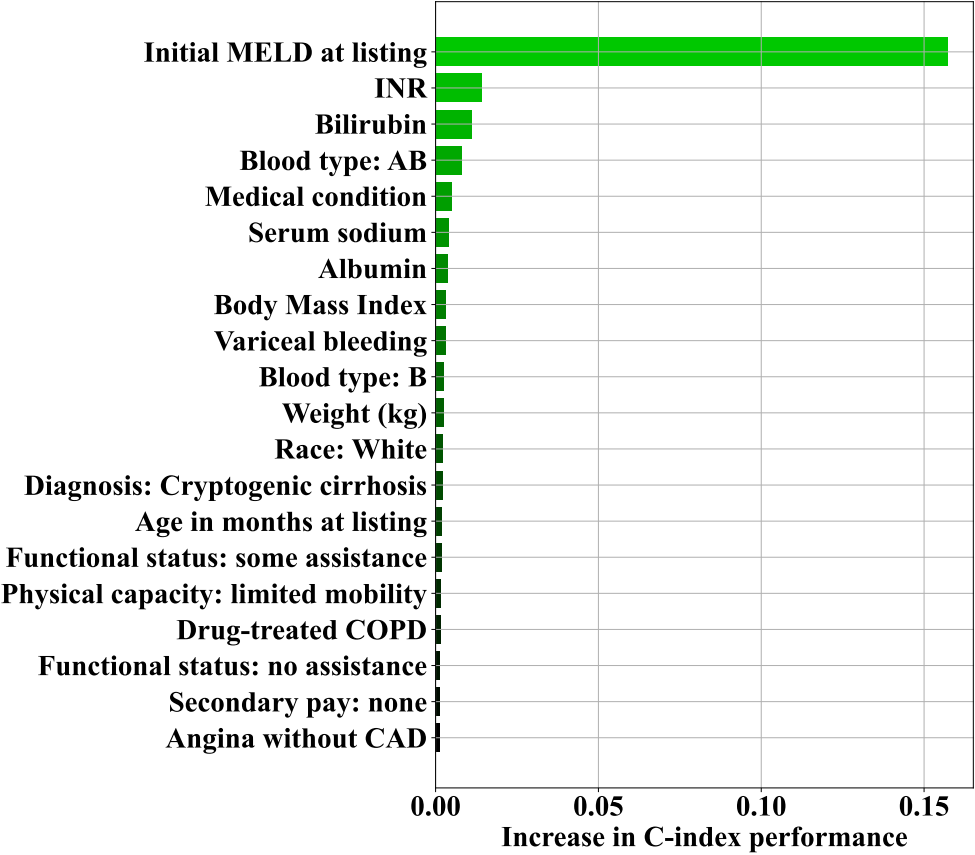 Initial MELD at listing
INR
Bilirubin
Blood type: AB
Medical condition
Serum sodium
Albumin
Body Mass Index
Variceal bleeding
Blood type: B
Weight (kg)
Race: White
Diagnosis: Cryptogenic cirrhosis
Age in months at listing
Functional status: some assistance
Physical capacity: limited mobility
Drug-treated COPD
Functional status: no assistance
Secondary pay: none
Angina without CAD
0.00 0.05 0.10 0.15
Increase in C-index performance